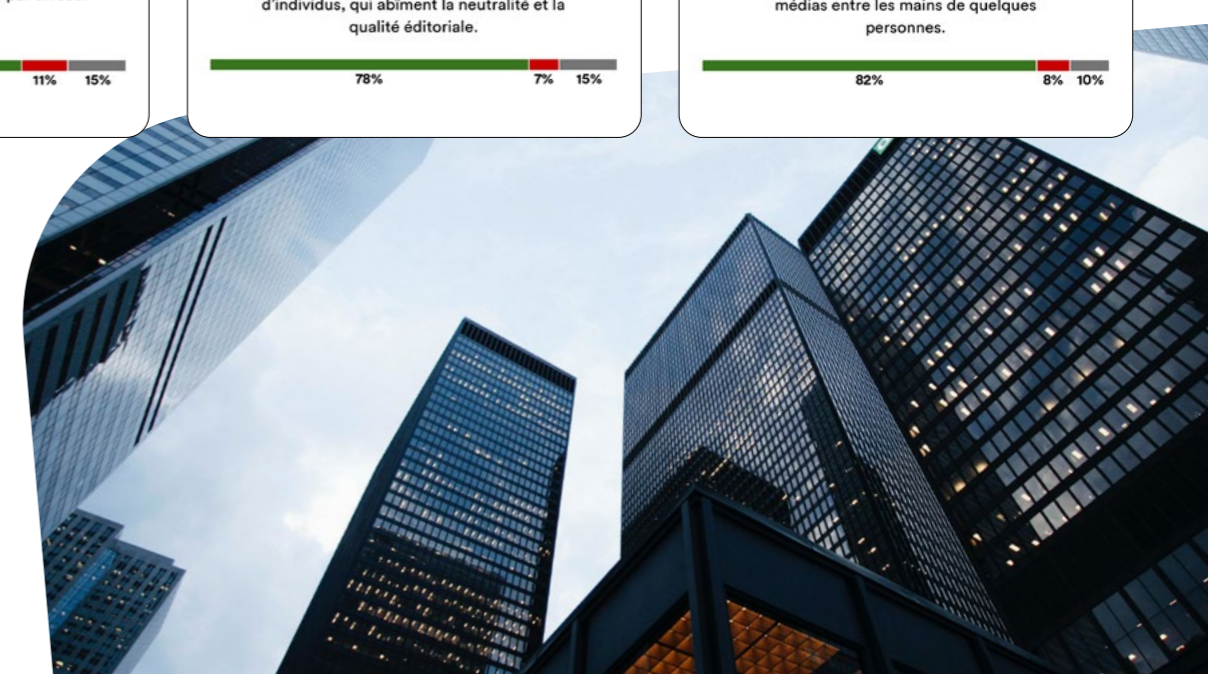 d'individus, qui abîment la neutralité et la
qualité éditoriale.
médias entre les mains de quelques
personnes.
11% 15%
78% 7% 15%
82% 8% 10%